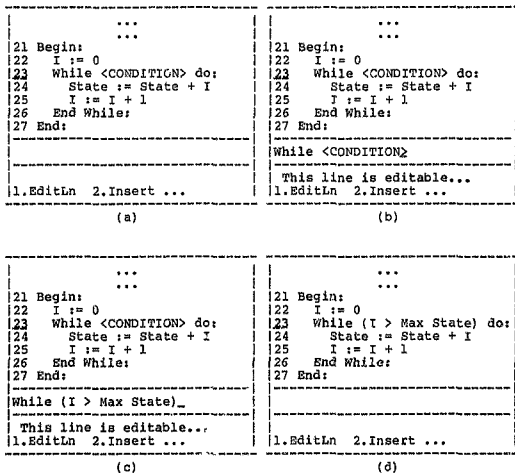 ...
...
21 Begin:
22 I := 0
23 While <CONDITION> do:
24 State := State + I
25 I := I + 1
26 End While;
27 End:
1.EditLn 2.Insert ...
(a)
...
...
21 Begin:
22 I := 0
23 While <CONDITION> do:
24 State := State + I
25 I := I + 1
26 End While;
27 End:
While <CONDITION>
This line is editable...
1.EditLn 2.Insert ...
(b)
...
...
21 Begin:
22 I := 0
23 While <CONDITION> do:
24 State := State + I
25 I := I + 1
26 End While;
27 End:
While (I > Max State)_
This line is editable...
1.EditLn 2.Insert ...
(c)
...
...
21 Begin:
22 I := 0
23 While (I > Max State) do:
24 State := State + I
25 I := I + 1
26 End While;
27 End:
1.EditLn 2.Insert ...
(d)